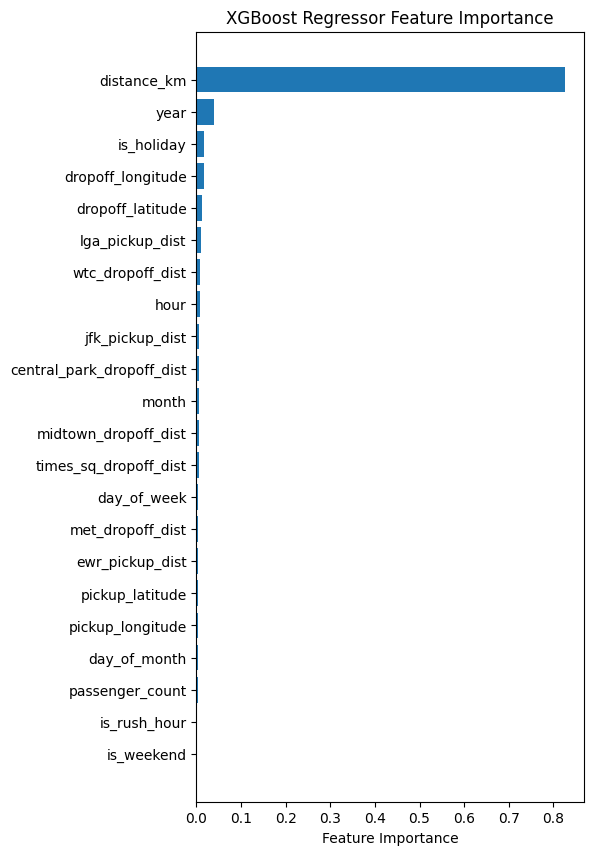 XGBoost Regressor Feature Importance
distance_km
year
is_holiday
dropoff_longitude
dropoff_latitude
lga_pickup_dist
wtc_dropoff_dist
hour
jfk_pickup_dist
central_park_dropoff_dist
month
midtown_dropoff_dist
times_sq_dropoff_dist
day_of_week
met_dropoff_dist
ewr_pickup_dist
pickup_latitude
pickup_longitude
day_of_month
passenger_count
is_rush_hour
is_weekend
0.0 0.1 0.2 0.3 0.4 0.5 0.6 0.7 0.8
Feature Importance